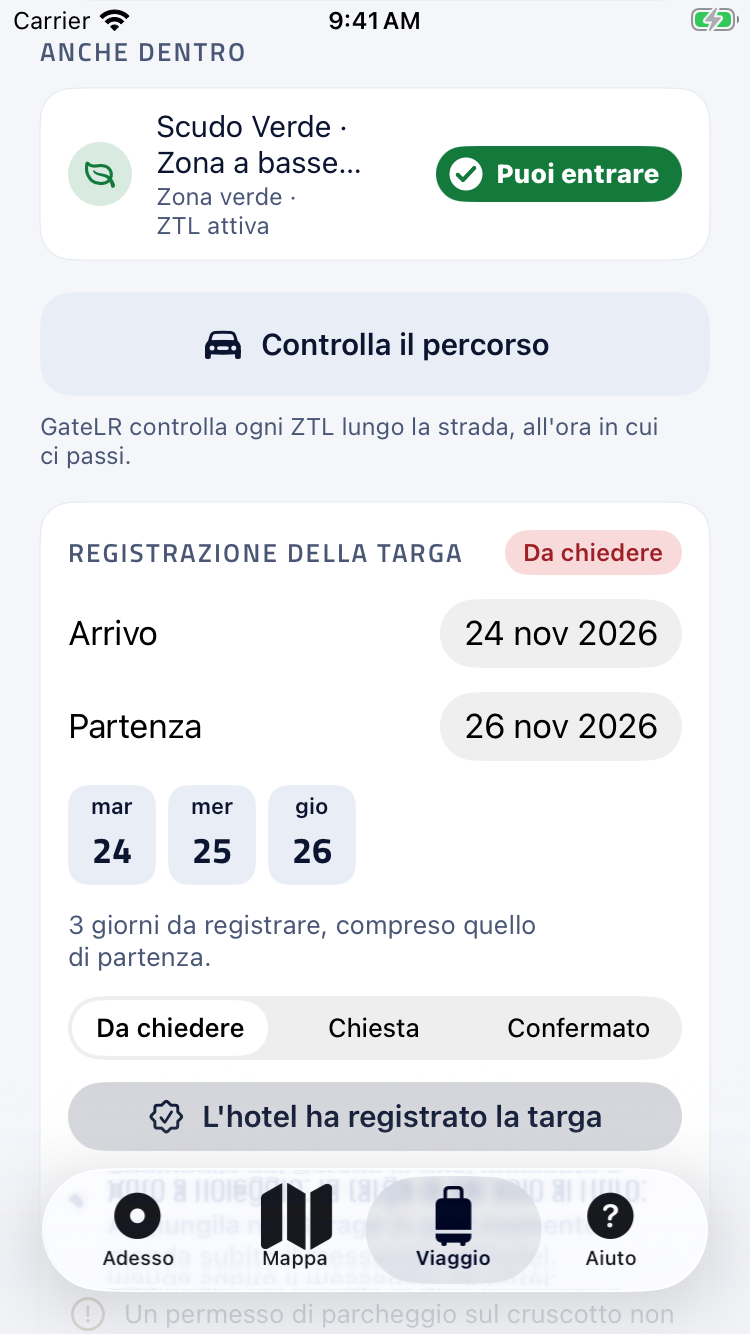 Carrier
9:41 AM
ANCHE DENTRO
Scudo Verde ·
Zona a basse...
Zona verde ·
ZTL attiva
Puoi entrare
Controlla il percorso
GateLR controlla ogni ZTL lungo la strada, all'ora in cui
ci passi.
REGISTRAZIONE DELLA TARGA
Da chiedere
Arrivo
24 nov 2026
Partenza
26 nov 2026
mar
24
mer
25
gio
26
3 giorni da registrare, compreso quello
di partenza.
Da chiedere
Chiesta
Confermato
L'hotel ha registrato la targa
Adesso
Mappa
Viaggio
Aiuto
Un permesso di parcheggio sul cruscotto non